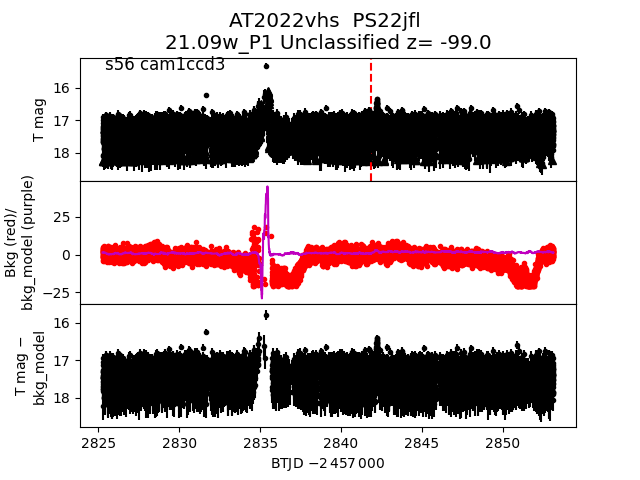 AT2022vhs  PS22jfl
21.09w_P1 Unclassified z= -99.0
s56 cam1ccd3
T mag
16
17
18
Bkg (red)/
bkg_model (purple)
25
0
−25
T mag −
bkg_model
16
17
18
2825
2830
2835
2840
2845
2850
BTJD −2 457 000